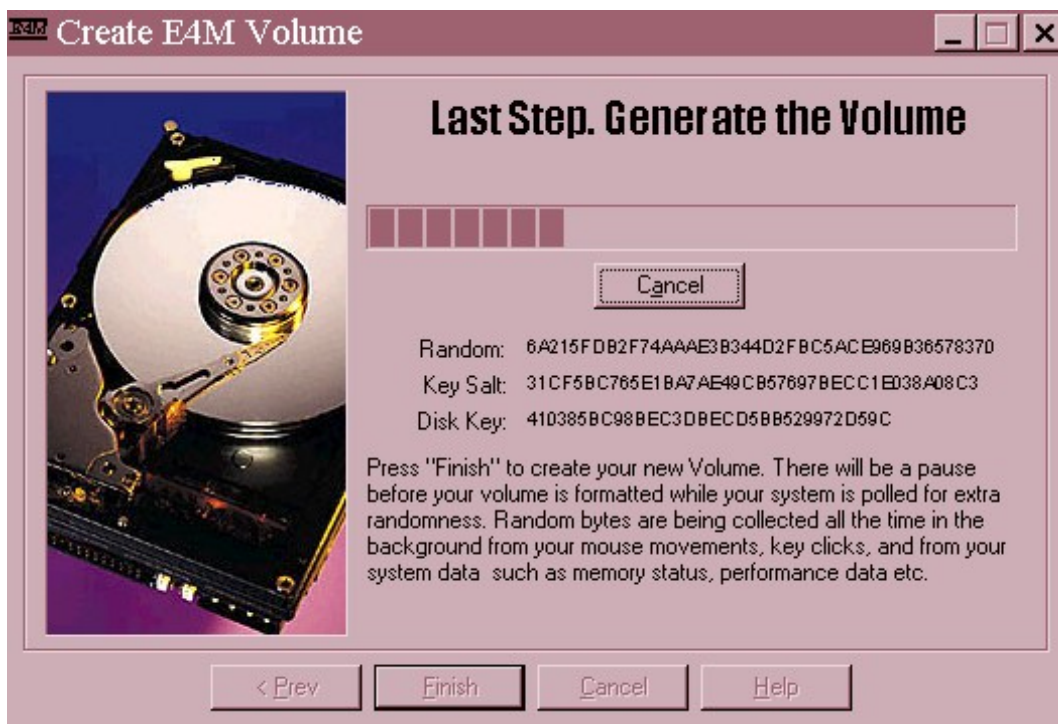 E4M Create E4M Volume
Last Step. Generate the Volume
Cancel
Random: 6A215FDB2F74AAAE3B344D2FBC5ACE969B36578370
Key Salt: 31CF5BC765E1BA7AE49CB57697BECC1E038A08C3
Disk Key: 410385BC98BEC3DBECD5BB529972D59C
Press "Finish" to create your new Volume. There will be a pause
before your volume is formatted while your system is polled for extra
randomness. Random bytes are being collected all the time in the
background from your mouse movements, key clicks, and from your
system data such as memory status, performance data etc.
< Prev Finish Cancel Help